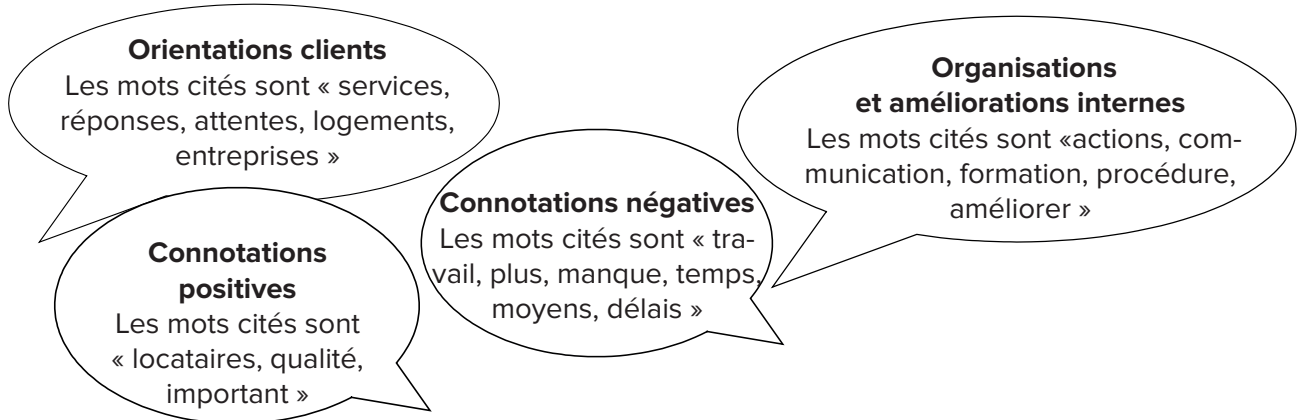 Orientations clients
Les mots cités sont « services,
réponses, attentes, logements,
entreprises »
Connotations
positives
Les mots cités sont
« locataires, qualité,
important »
Connotations négatives
Les mots cités sont « tra-
vail, plus, manque, temps,
moyens, délais »
Organisations
et améliorations internes
Les mots cités sont «actions, com-
munication, formation, procédure,
améliorer »